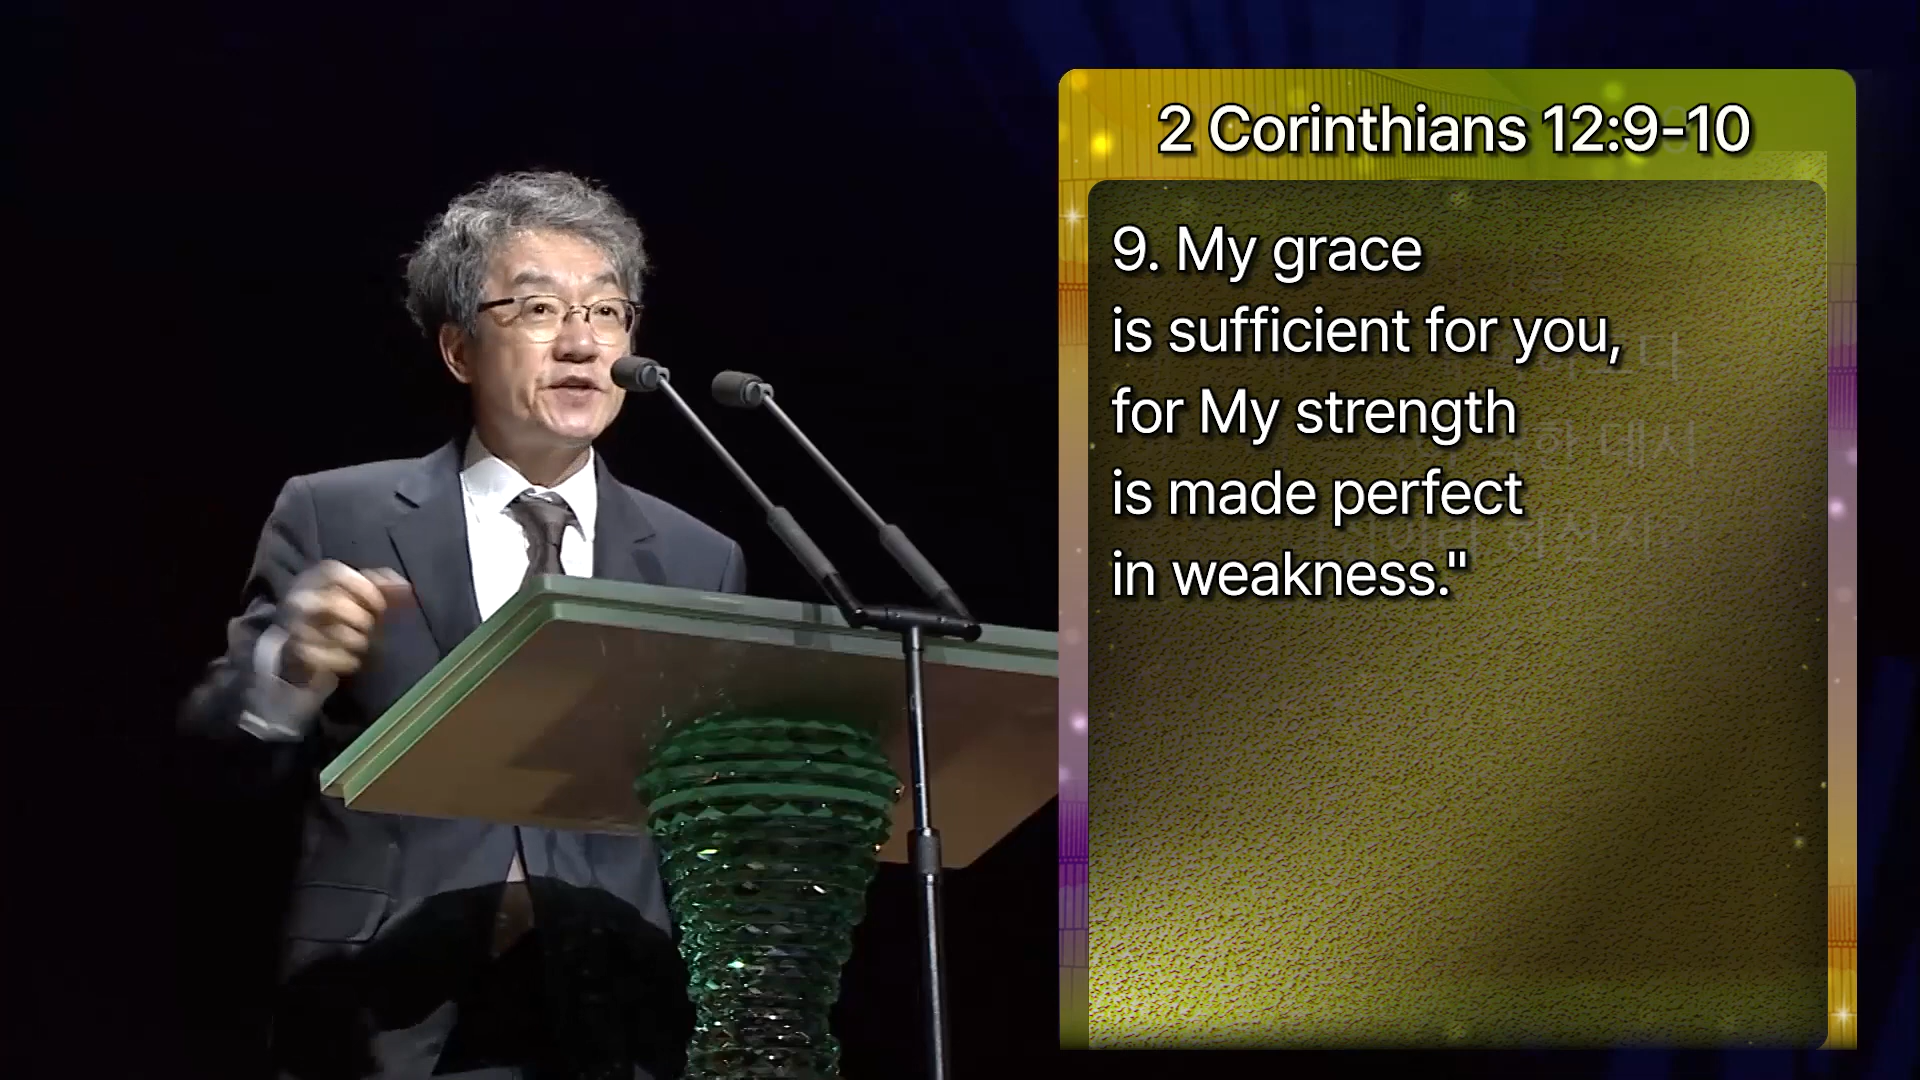 2 Corinthians 12:9-10
9. My grace
is sufficient for you,
for My strength
is made perfect
in weakness."